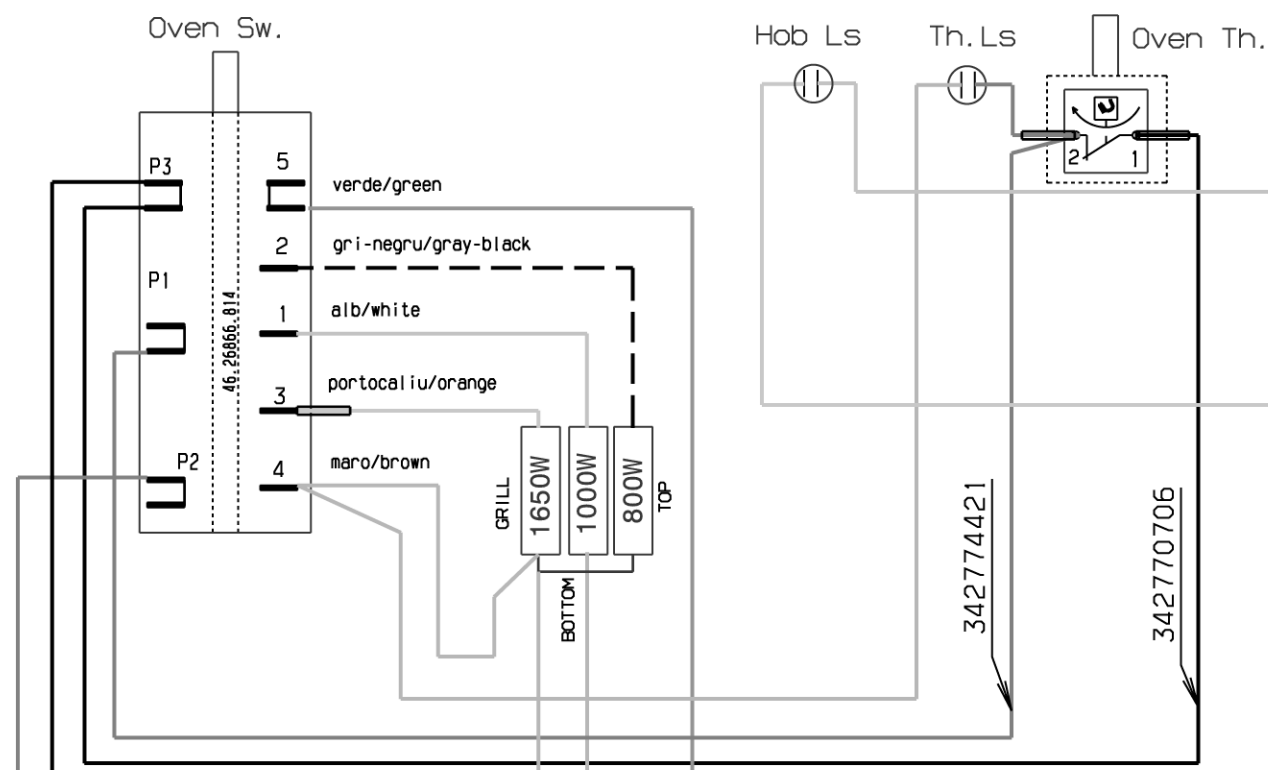 Oven Sw.
Hob Ls
Th.Ls
Oven Th.
P3
5
verde/green
2
1
2
gri-negru/gray-black
P1
46.26866.814
1
alb/white
3
portocaliu/orange
P2
4
maro/brown
GRILL
1650W
1000W
800W
TOP
BOTTOM
342774421
342770706